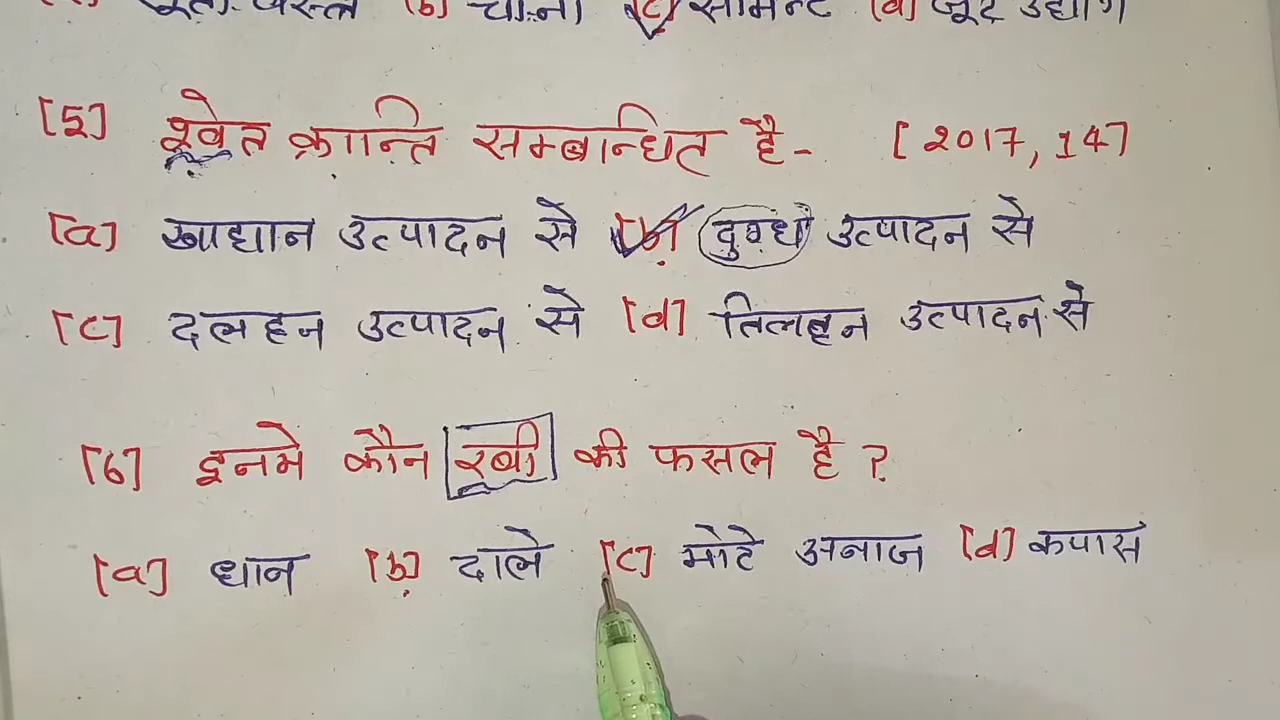 (b) चीनी (c) सीमेन्ट (d) जूट उद्योग
[5] श्वेत क्रान्ति सम्बन्धित है- [2017, 14]
[a] खाद्यान उत्पादन से [b] दुग्ध उत्पादन से
[c] दलहन उत्पादन से [d] तिलहन उत्पादन से
[6] इनमे कौन रबी की फसल है ?
[a] धान [b] दाले [c] मोटे अनाज [d] कपास